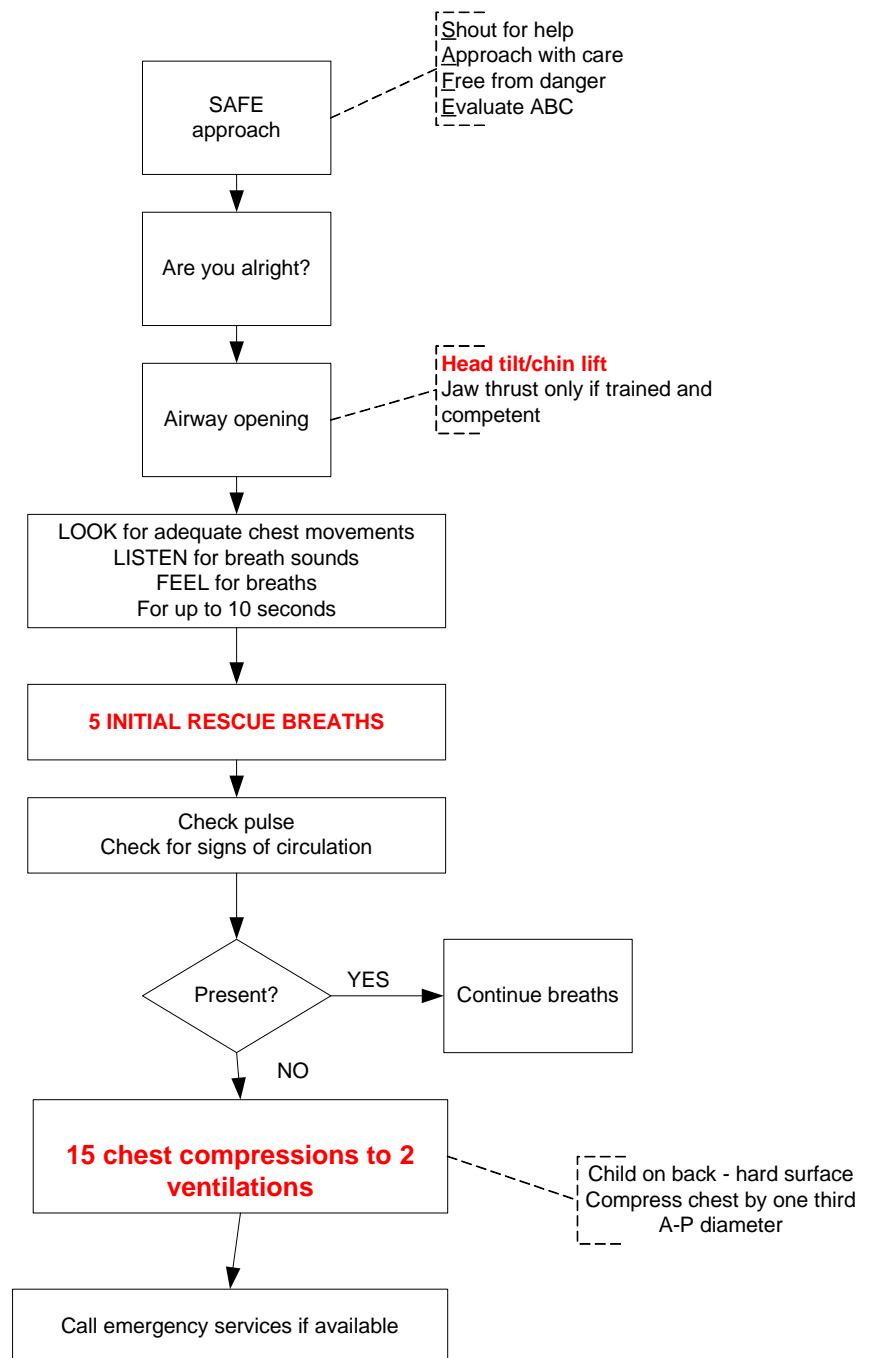 Shout for help
Approach with care
Free from danger
Evaluate ABC
SAFE
approach
Are you alright?
Head tilt/chin lift
Jaw thrust only if trained and
competent
Airway opening
LOOK for adequate chest movements
LISTEN for breath sounds
FEEL for breaths
For up to 10 seconds
5 INITIAL RESCUE BREATHS
Check pulse
Check for signs of circulation
Present?
YES
Continue breaths
NO
15 chest compressions to 2
ventilations
Child on back - hard surface
Compress chest by one third
A-P diameter
Call emergency services if available